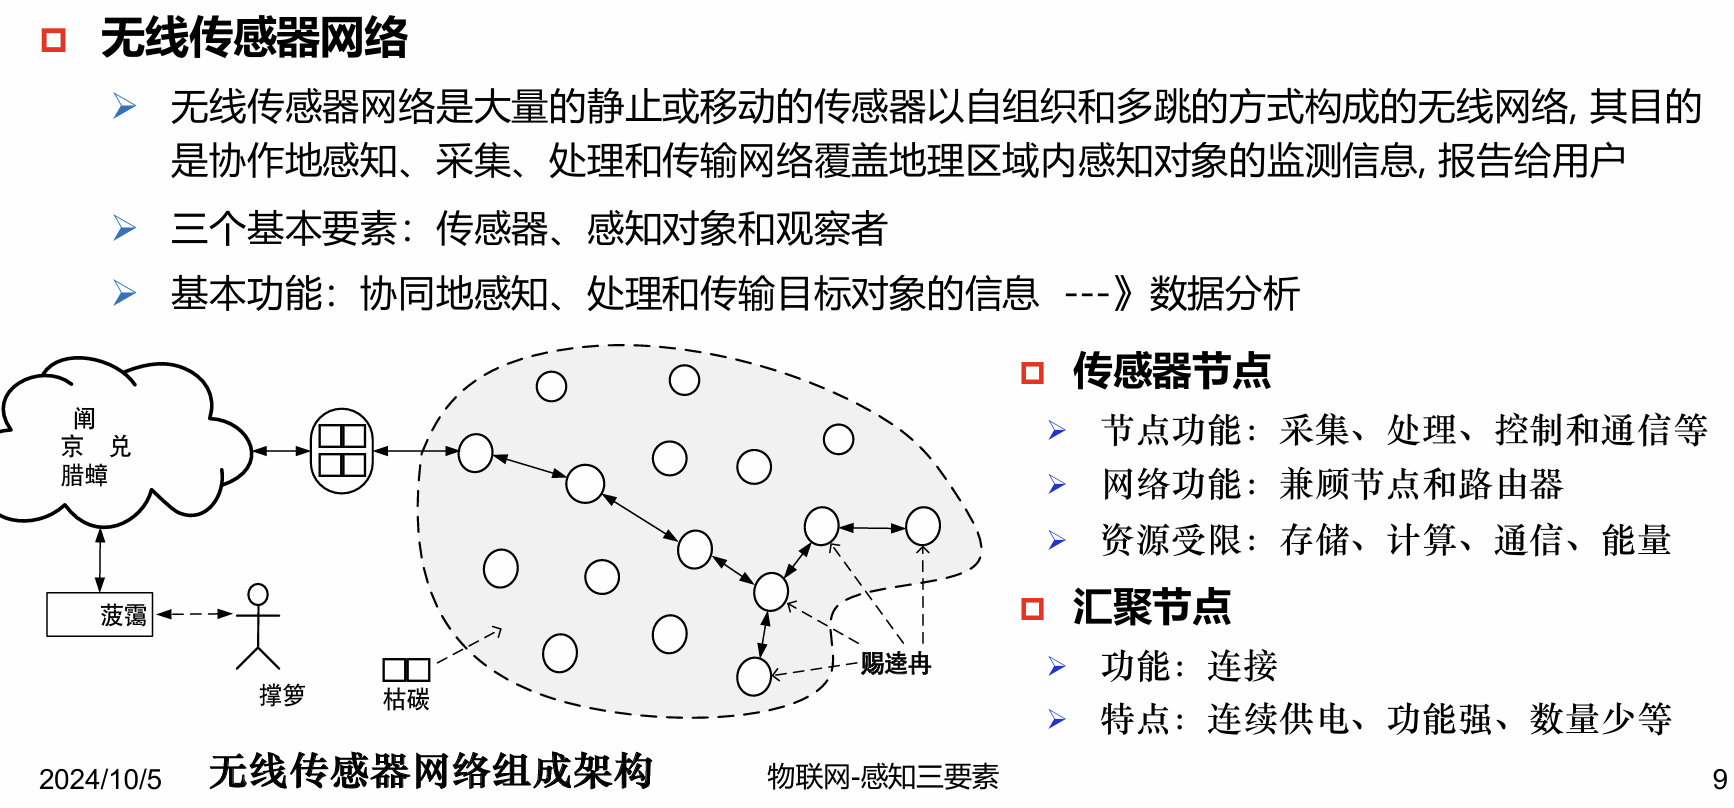 无线传感器网络
无线传感器网络是大量的静止或移动的传感器以自组织和多跳的方式构成的无线网络, 其目的
是协作地感知、采集、处理和传输网络覆盖地理区域内感知对象的监测信息, 报告给用户
三个基本要素：传感器、感知对象和观察者
基本功能：协同地感知、处理和传输目标对象的信息 ---》数据分析
阐
京 兑
腊蟑
菠霭
撑箩
枯碳
赐逵冉
无线传感器网络组成架构
传感器节点
节点功能：采集、处理、控制和通信等
网络功能：兼顾节点和路由器
资源受限：存储、计算、通信、能量
汇聚节点
功能：连接
特点：连续供电、功能强、数量少等
2024/10/5
物联网-感知三要素
9